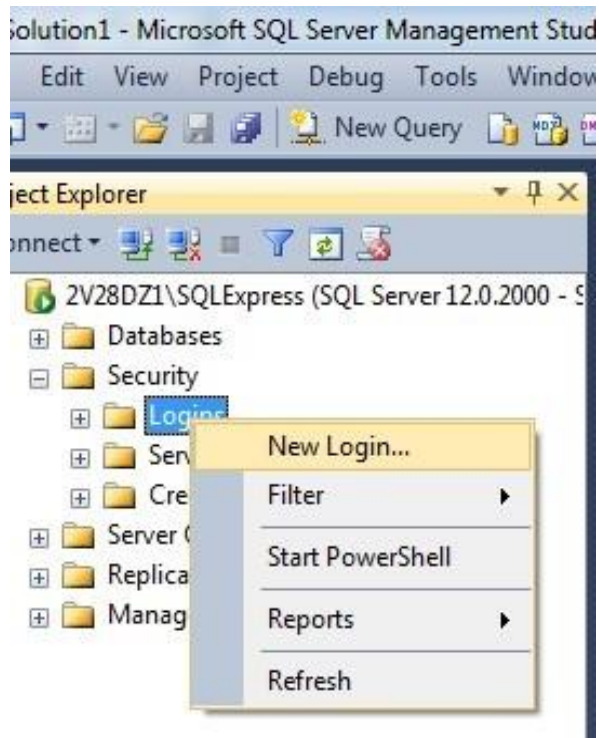 Solution1 - Microsoft SQL Server Management Stud
Edit View Project Debug Tools Window
New Query
ject Explorer
onnect
2V28DZ1\SQLExpress (SQL Server 12.0.2000 - S
Databases
Security
Logins
New Login...
Ser
Filter
Cre
Server
Start PowerShell
Replica
Manag
Reports
Refresh